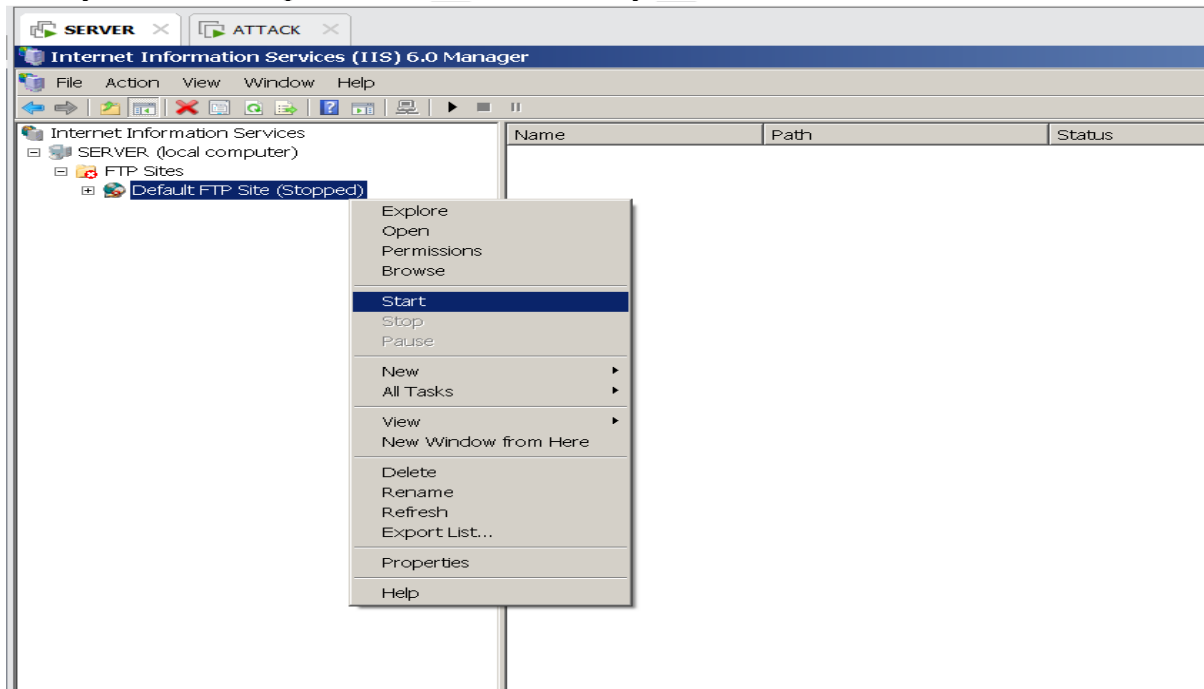 SERVER ATTACK
Internet Information Services (IIS) 6.0 Manager
File Action View Window Help
Internet Information Services
SERVER (local computer)
FTP Sites
Default FTP Site (Stopped)
Name Path Status
Explore
Open
Permissions
Browse
Start
Stop
Pause
New
All Tasks
View
New Window from Here
Delete
Rename
Refresh
Export List...
Properties
Help